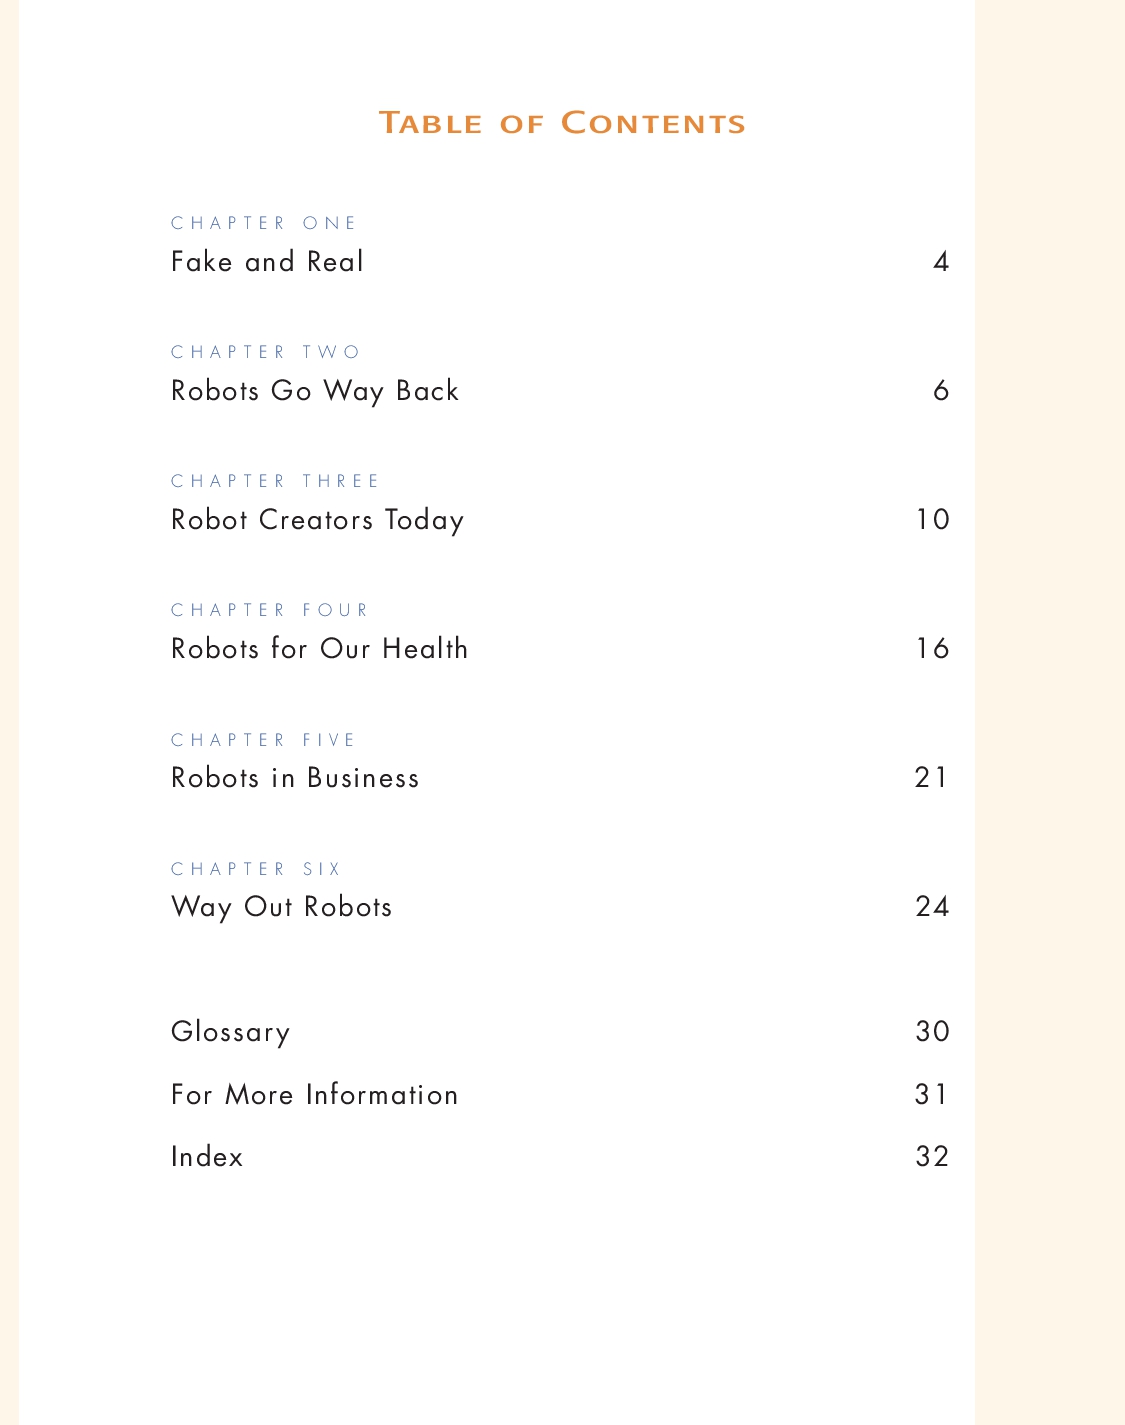 Table of Contents
CHAPTER ONE
Fake and Real 4
CHAPTER TWO
Robots Go Way Back 6
CHAPTER THREE
Robot Creators Today 10
CHAPTER FOUR
Robots for Our Health 16
CHAPTER FIVE
Robots in Business 21
CHAPTER SIX
Way Out Robots 24
Glossary 30
For More Information 31
Index 32